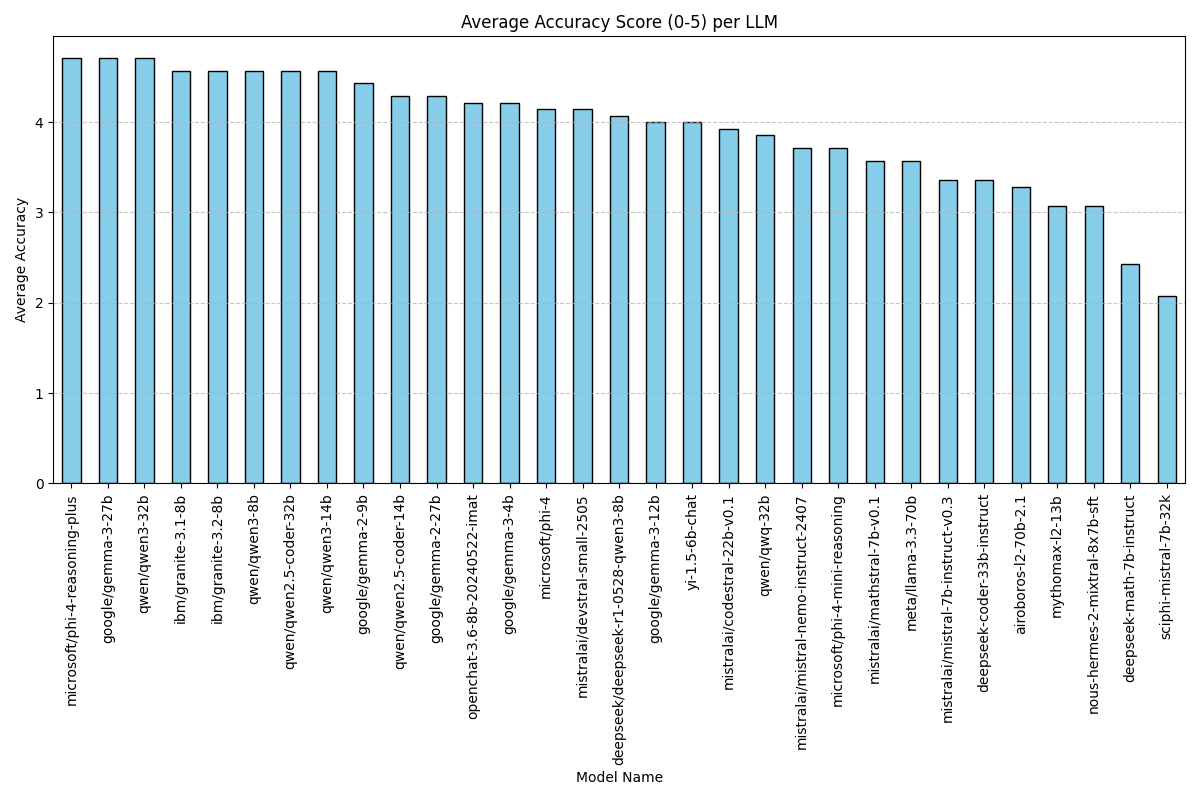 Average Accuracy Score (0-5) per LLM
Average Accuracy
4
3
2
1
0
microsoft/phi-4-reasoning-plus
google/gemma-3-27b
qwen/qwen3-32b
ibm/granite-3.1-8b
ibm/granite-3.2-8b
qwen/qwen3-8b
qwen/qwen2.5-coder-32b
qwen/qwen3-14b
google/gemma-2-9b
qwen/qwen2.5-coder-14b
google/gemma-2-27b
openchat-3.6-8b-20240522-imat
google/gemma-3-4b
microsoft/phi-4
mistralai/devstral-small-2505
deepseek/deepseek-r1-0528-qwen3-8b
google/gemma-3-12b
yi-1.5-6b-chat
mistralai/codestral-22b-v0.1
qwen/qwq-32b
mistralai/mistral-nemo-instruct-2407
microsoft/phi-4-mini-reasoning
mistralai/mathstral-7b-v0.1
meta/llama-3.3-70b
mistralai/mistral-7b-instruct-v0.3
deepseek-coder-33b-instruct
airoboros-l2-70b-2.1
mythomax-l2-13b
nous-hermes-2-mixtral-8x7b-sft
deepseek-math-7b-instruct
sciphi-mistral-7b-32k
Model Name